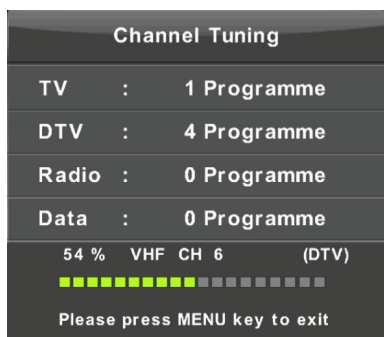 Channel Tuning
TV : 1 Programme
DTV : 4 Programme
Radio : 0 Programme
Data : 0 Programme
54 % VHF CH 6 (DTV)
Please press MENU key to exit